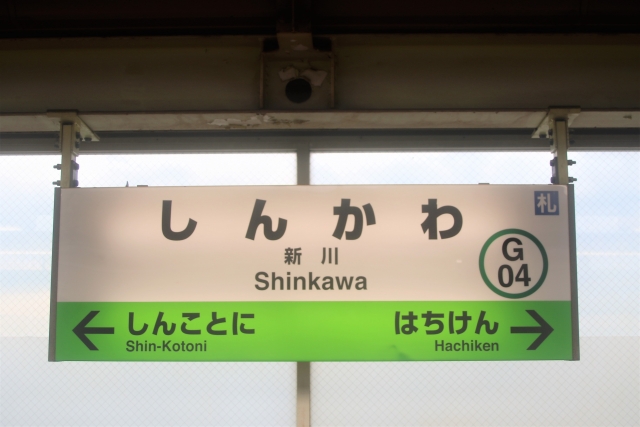 しんかわ
札
新川
Shinkawa
G
04
しんことに
Shin-Kotoni
はちけん
Hachiken